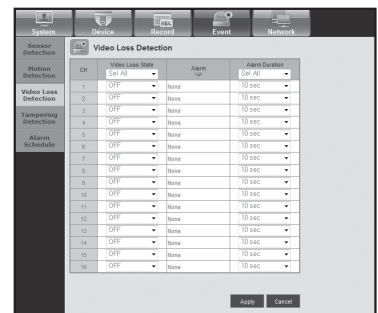 System Device Record Event Network
REC
Sensor Detection
Motion Detection
Video Loss Detection
Tampering Detection
Alarm Schedule
Video Loss Detection
CH Video Loss State Alarm Alarm Duration
Sel All Sel All
1 OFF None 10 sec
2 OFF None 10 sec
3 OFF None 10 sec
4 OFF None 10 sec
5 OFF None 10 sec
6 OFF None 10 sec
7 OFF None 10 sec
8 OFF None 10 sec
9 OFF None 10 sec
10 OFF None 10 sec
11 OFF None 10 sec
12 OFF None 10 sec
13 OFF None 10 sec
14 OFF None 10 sec
15 OFF None 10 sec
16 OFF None 10 sec
Apply Cancel